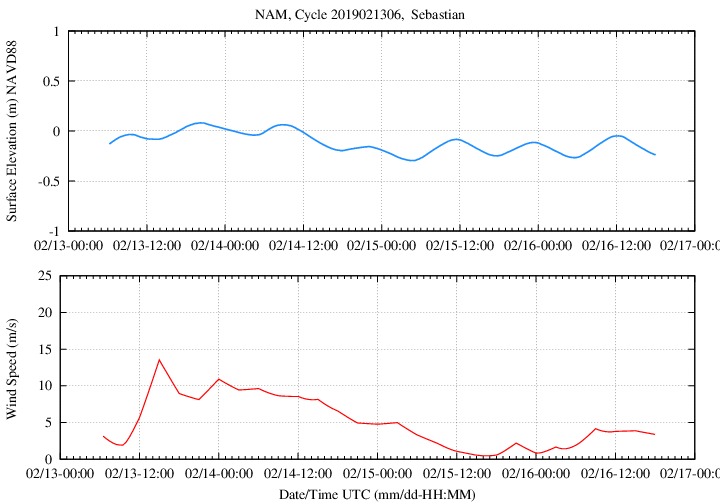 NAM, Cycle 2019021306,  Sebastian
Surface Elevation (m) NAVD88
1
0.5
0
-0.5
-1
02/13-00:00 02/13-12:00 02/14-00:00 02/14-12:00 02/15-00:00 02/15-12:00 02/16-00:00 02/16-12:00 02/17-00:00
Wind Speed (m/s)
25
20
15
10
5
0
02/13-00:00 02/13-12:00 02/14-00:00 02/14-12:00 02/15-00:00 02/15-12:00 02/16-00:00 02/16-12:00 02/17-00:00
Date/Time UTC (mm/dd-HH:MM)